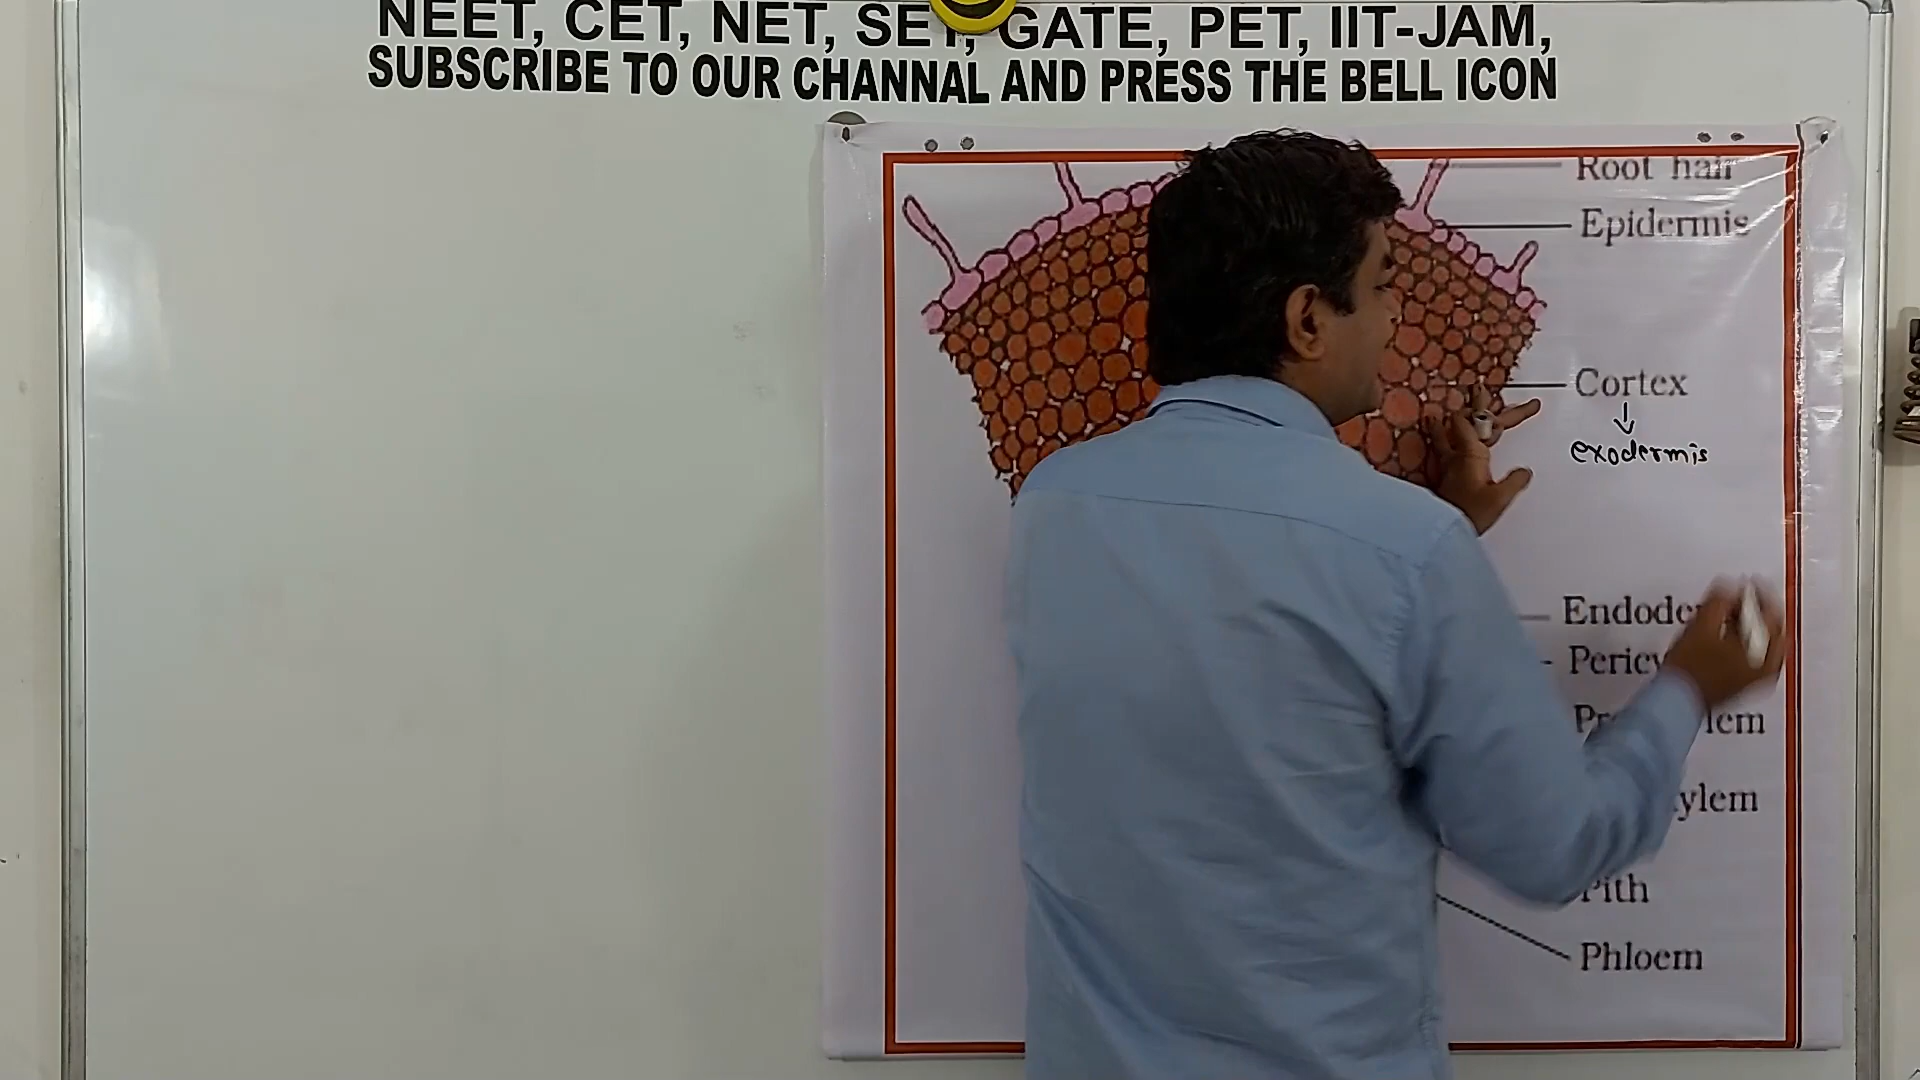 NEET, CET, NET, SET, GATE, PET, IIT-JAM,
SUBSCRIBE TO OUR CHANNAL AND PRESS THE BELL ICON
Root hair
Epidermis
Cortex
↓
exodermis
Pith
Phloem